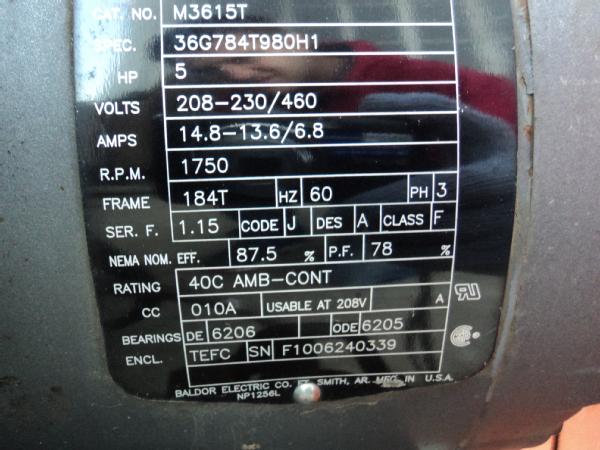 CAT. NO. M3615T
SPEC. 36G784T980H1
HP 5
VOLTS 208-230/460
AMPS 14.8-13.6/6.8
R.P.M. 1750
FRAME 184T HZ 60 PH 3
SER. F. 1.15 CODE J DES A CLASS F
NEMA NOM. EFF. 87.5 % P.F. 78 %
RATING 40C AMB-CONT
CC 010A USABLE AT 208V A
BEARINGS DE 6206 ODE 6205
ENCL. TEFC SN F1006240339
BALDOR ELECTRIC CO. FT. SMITH, AR. MFG. IN U.S.A.
NP1256L